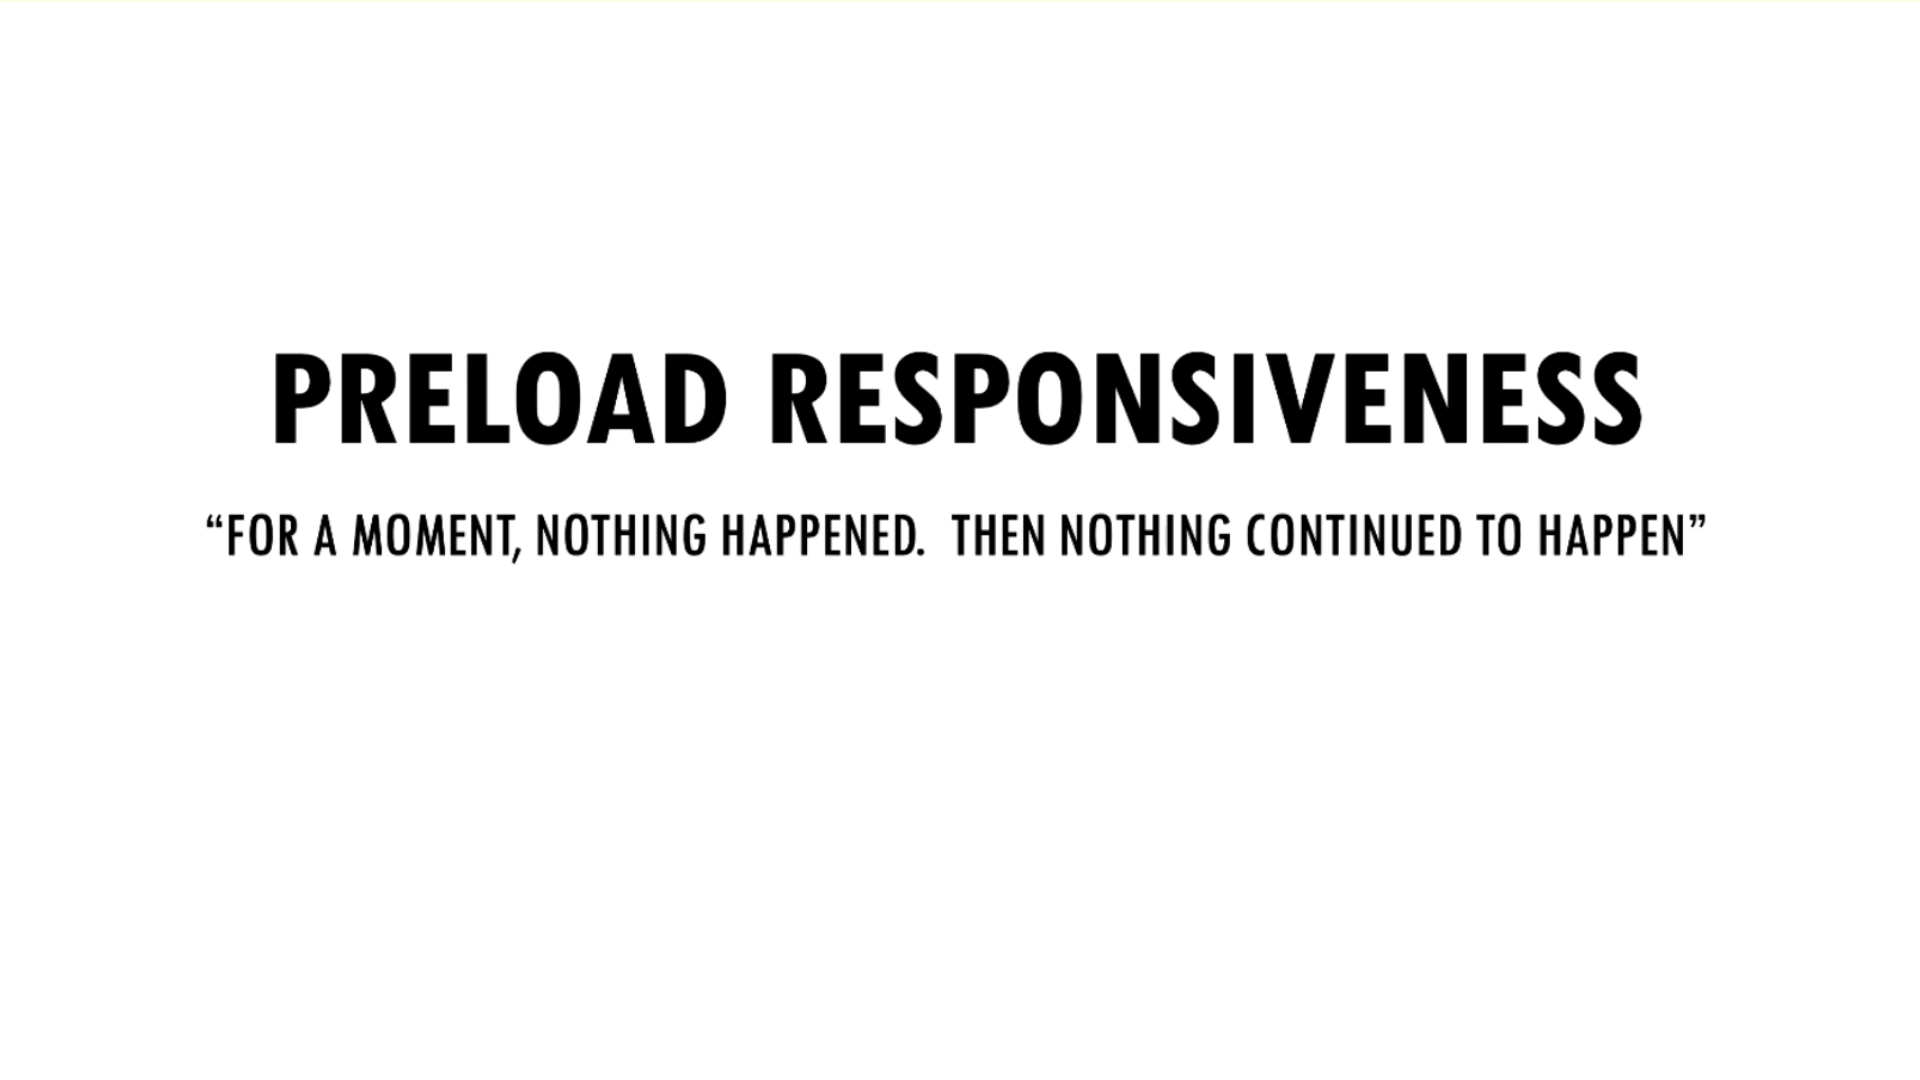 PRELOAD RESPONSIVENESS
“FOR A MOMENT, NOTHING HAPPENED.  THEN NOTHING CONTINUED TO HAPPEN”